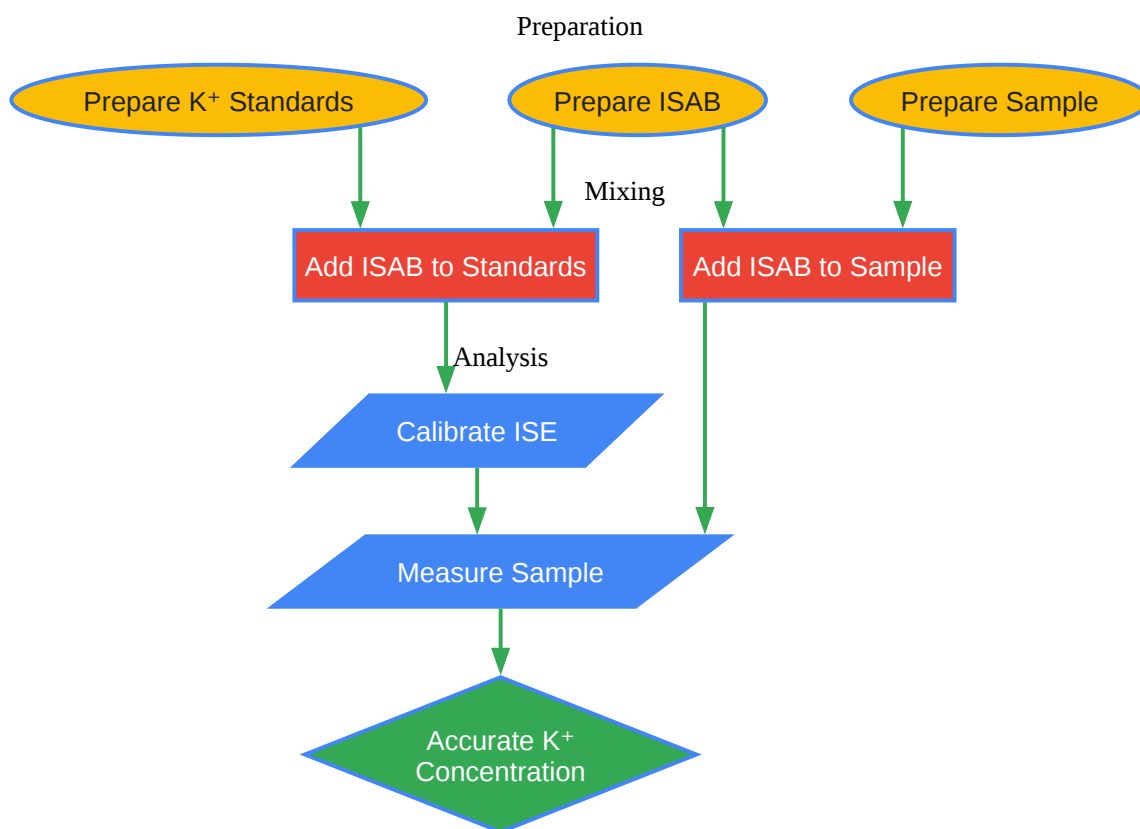 Preparation
Prepare K⁺ Standards
Prepare ISAB
Prepare Sample
Mixing
Add ISAB to Standards
Add ISAB to Sample
Analysis
Calibrate ISE
Measure Sample
Accurate K⁺
Concentration